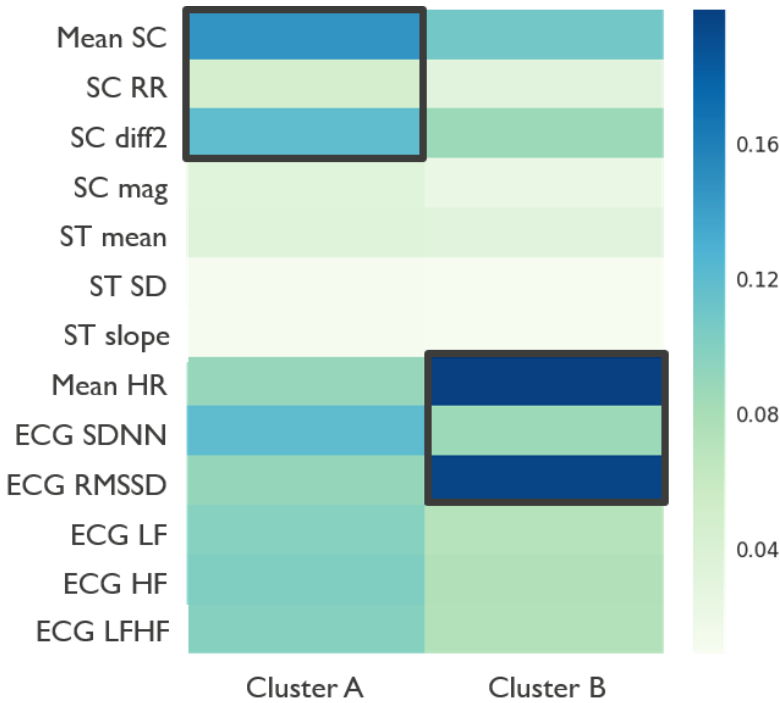 Mean SC
SC RR
SC diff2
SC mag
ST mean
ST SD
ST slope
Mean HR
ECG SDNN
ECG RMSSD
ECG LF
ECG HF
ECG LFHF
Cluster A
Cluster B
0.16
0.12
0.08
0.04